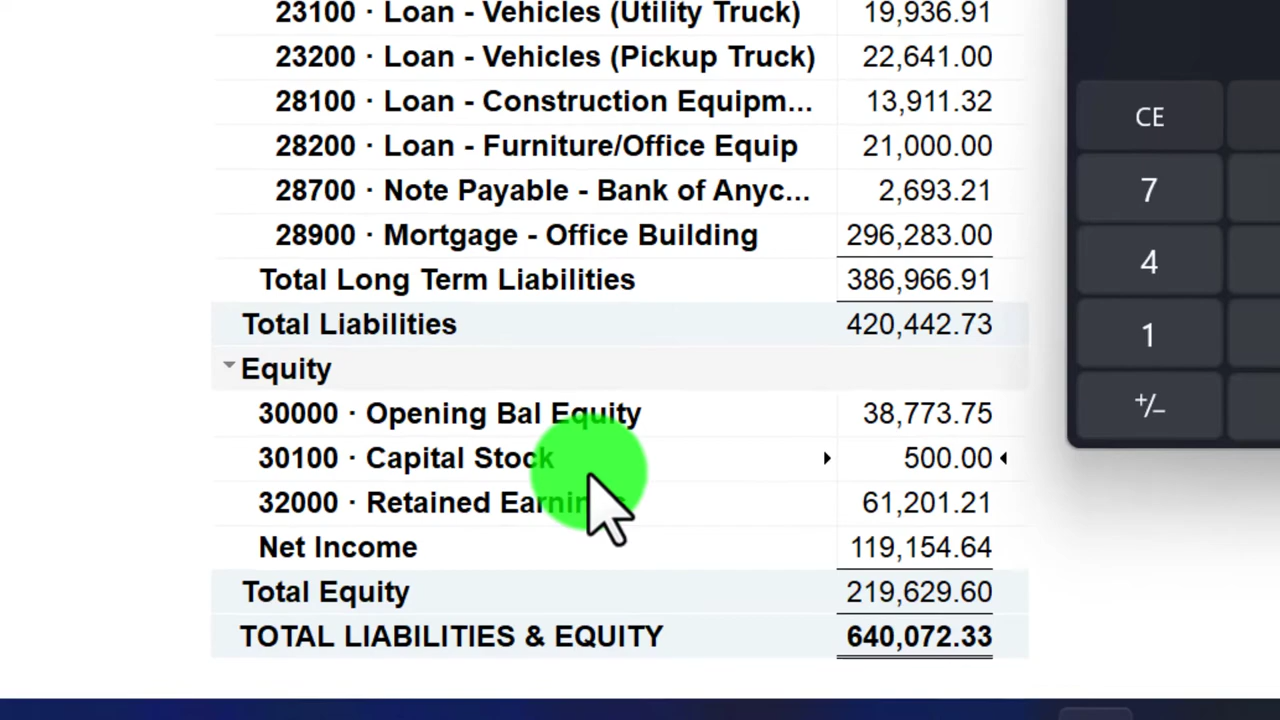 23100 · Loan - Vehicles (Utility Truck) 19,936.91
23200 · Loan - Vehicles (Pickup Truck) 22,641.00
28100 · Loan - Construction Equipm... 13,911.32
28200 · Loan - Furniture/Office Equip 21,000.00
28700 · Note Payable - Bank of Anyc... 2,693.21
28900 · Mortgage - Office Building 296,283.00
Total Long Term Liabilities 386,966.91
Total Liabilities 420,442.73
Equity
30000 · Opening Bal Equity 38,773.75
30100 · Capital Stock 500.00
32000 · Retained Earnings 61,201.21
Net Income 119,154.64
Total Equity 219,629.60
TOTAL LIABILITIES & EQUITY 640,072.33
CE
7
4
1
+/−